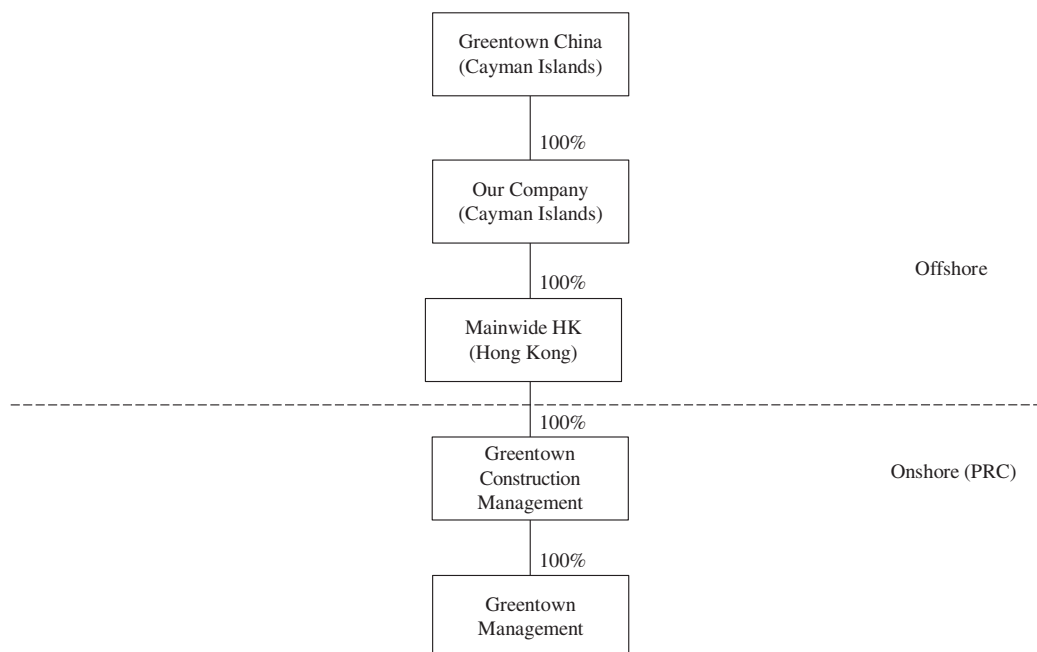 Greentown China
(Cayman Islands)
100%
Our Company
(Cayman Islands)
Offshore
100%
Mainwide HK
(Hong Kong)
100%
Greentown
Construction
Management
Onshore (PRC)
100%
Greentown
Management